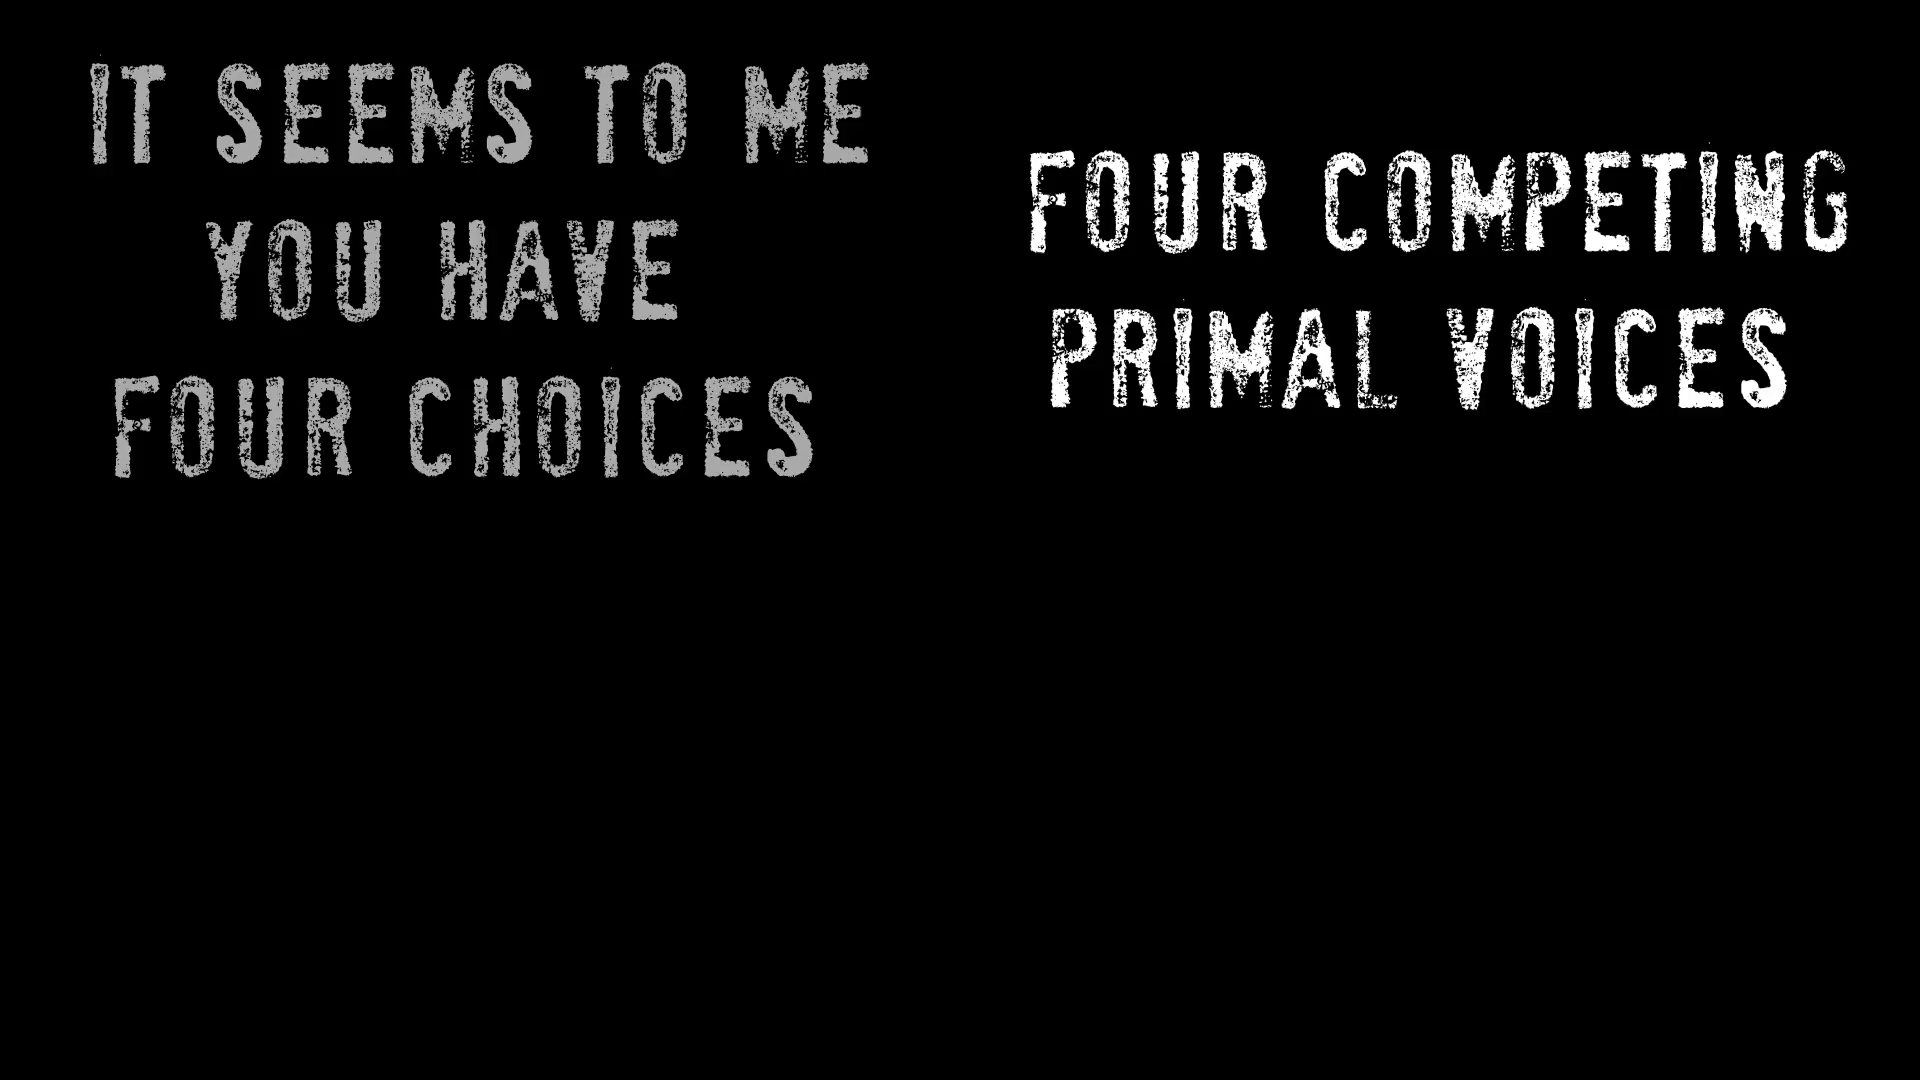 IT SEEMS TO ME
YOU HAVE
FOUR CHOICES
FOUR COMPETING
PRIMAL VOICES